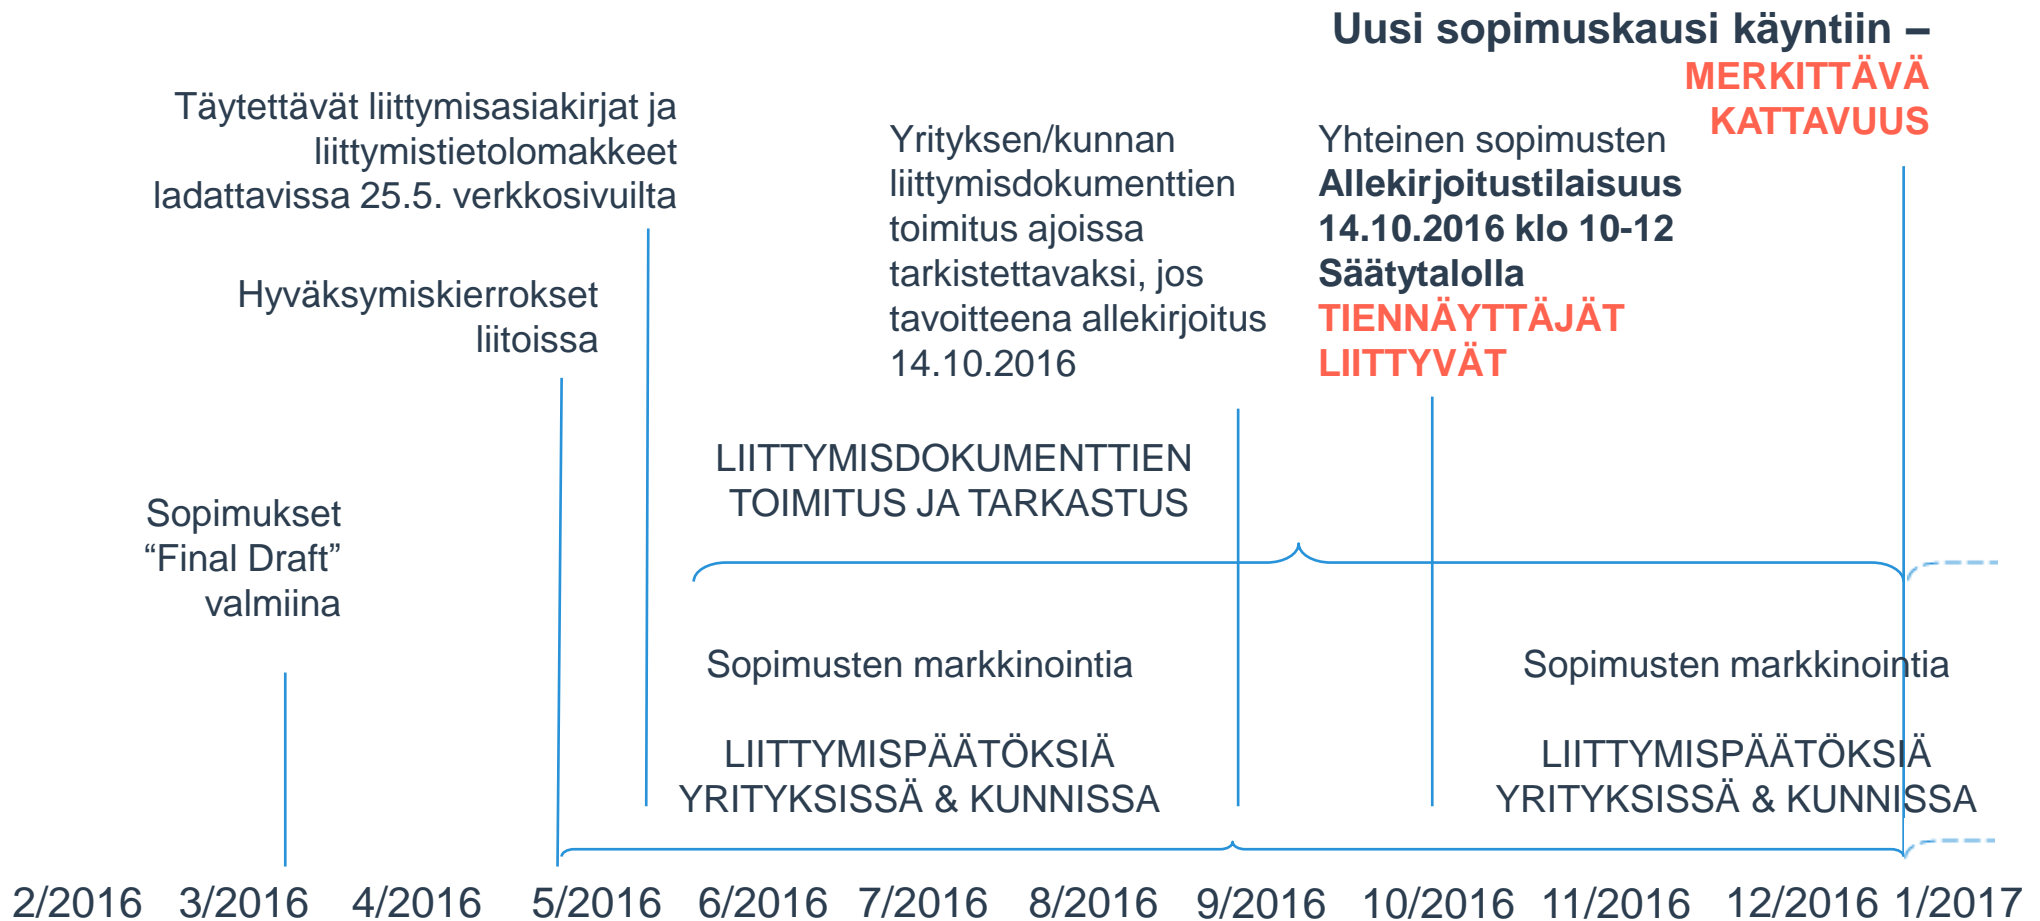 Uusi sopimuskausi käyntiin –
MERKITTÄVÄ
KATTAVUUS
Täytettävät liittymisasiakirjat ja
liittymistietolomakkeet
ladattavissa 25.5. verkkosivuilta
Hyväksymiskierrokset
liitoissa
Sopimukset
“Final Draft”
valmiina
Yrityksen/kunnan
liittymisdokumenttien
toimitus ajoissa
tarkistettavaksi, jos
tavoitteena allekirjoitus
14.10.2016
Yhteinen sopimusten
Allekirjoitustilaisuus
14.10.2016 klo 10-12
Säätytalolla
TIENNÄYTTÄJÄT
LIITTYVÄT
LIITTYMISDOKUMENTTIEN
TOIMITUS JA TARKASTUS
Sopimusten markkinointia
LIITTYMISPÄÄTÖKSIÄ
YRITYKSISSÄ & KUNNISSA
Sopimusten markkinointia
LIITTYMISPÄÄTÖKSIÄ
YRITYKSISSÄ & KUNNISSA
2/2016 3/2016 4/2016 5/2016 6/2016 7/2016 8/2016 9/2016 10/2016 11/2016 12/2016 1/2017